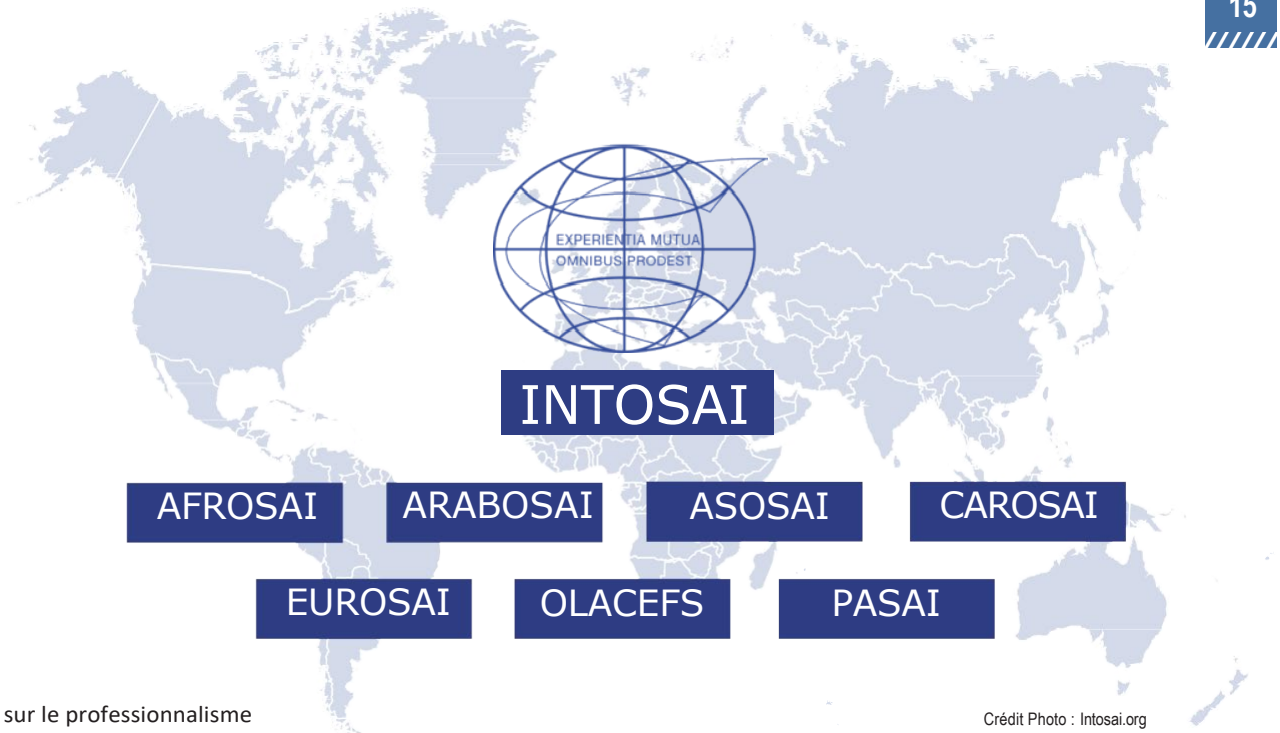 15
EXPERIENTIA MUTUA
OMNIBUS PRODEST
INTOSAI
AFROSAI
ARABOSAI
ASOSAI
CAROSAI
EUROSAI
OLACEFS
PASAI
sur le professionnalisme
Crédit Photo : Intosai.org